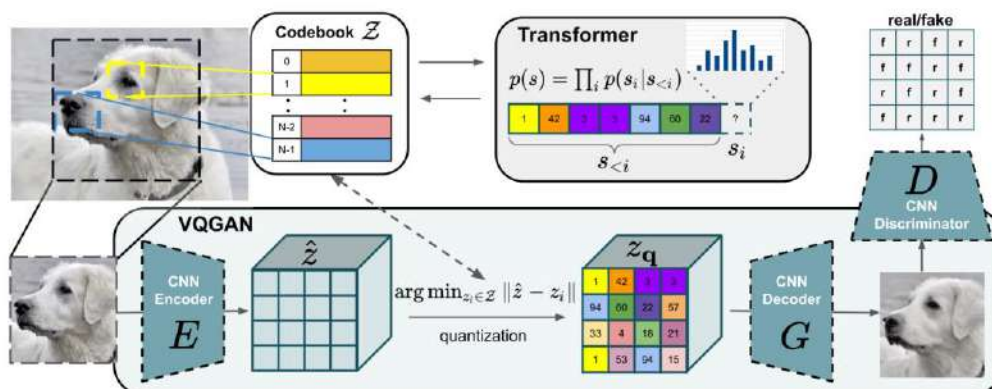 Codebook 𝒵
0
1
N-2
N-1
Transformer
p(s) = ∏ᵢ p(sᵢ|s<ᵢ)
1 42 3 3 94 60 22 ?
s<ᵢ
sᵢ
real/fake
f r f r
f f r f
r f r f
r f f r
D
CNN
Discriminator
VQGAN
CNN
Encoder
E
ẑ
arg min_{zᵢ∈𝒵} ‖ẑ − zᵢ‖
quantization
z_q
1 42 3 3
94 60 22 57
33 4 18 21
1 53 94 15
CNN
Decoder
G